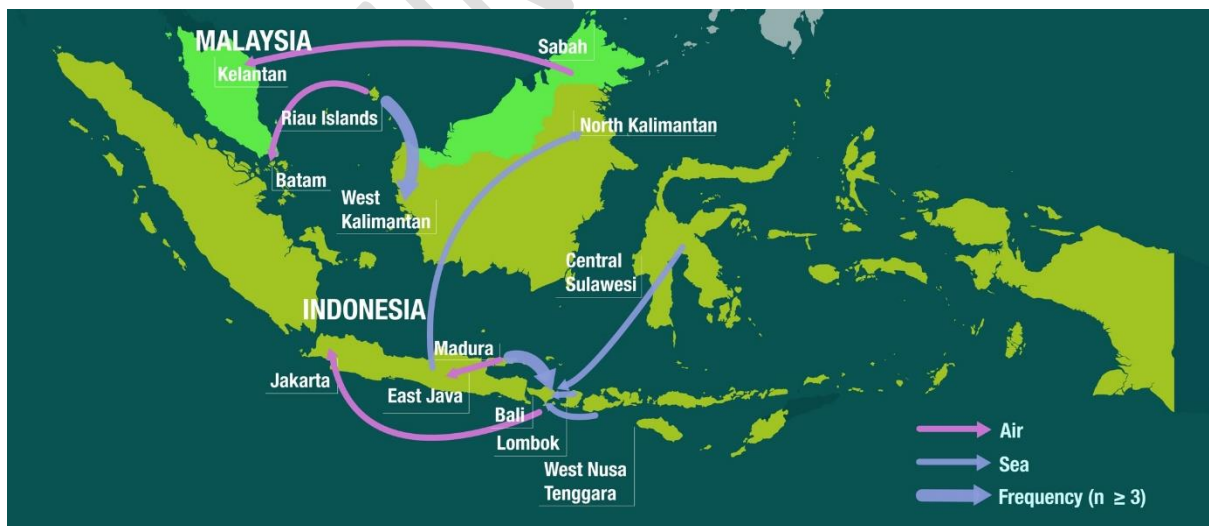 MALAYSIA
Kelantan
Sabah
Riau Islands
North Kalimantan
Batam
West
Kalimantan
Central
Sulawesi
INDONESIA
Madura
Jakarta
East Java
Bali
Lombok
West Nusa
Tenggara
Air
Sea
Frequency (n ≥ 3)